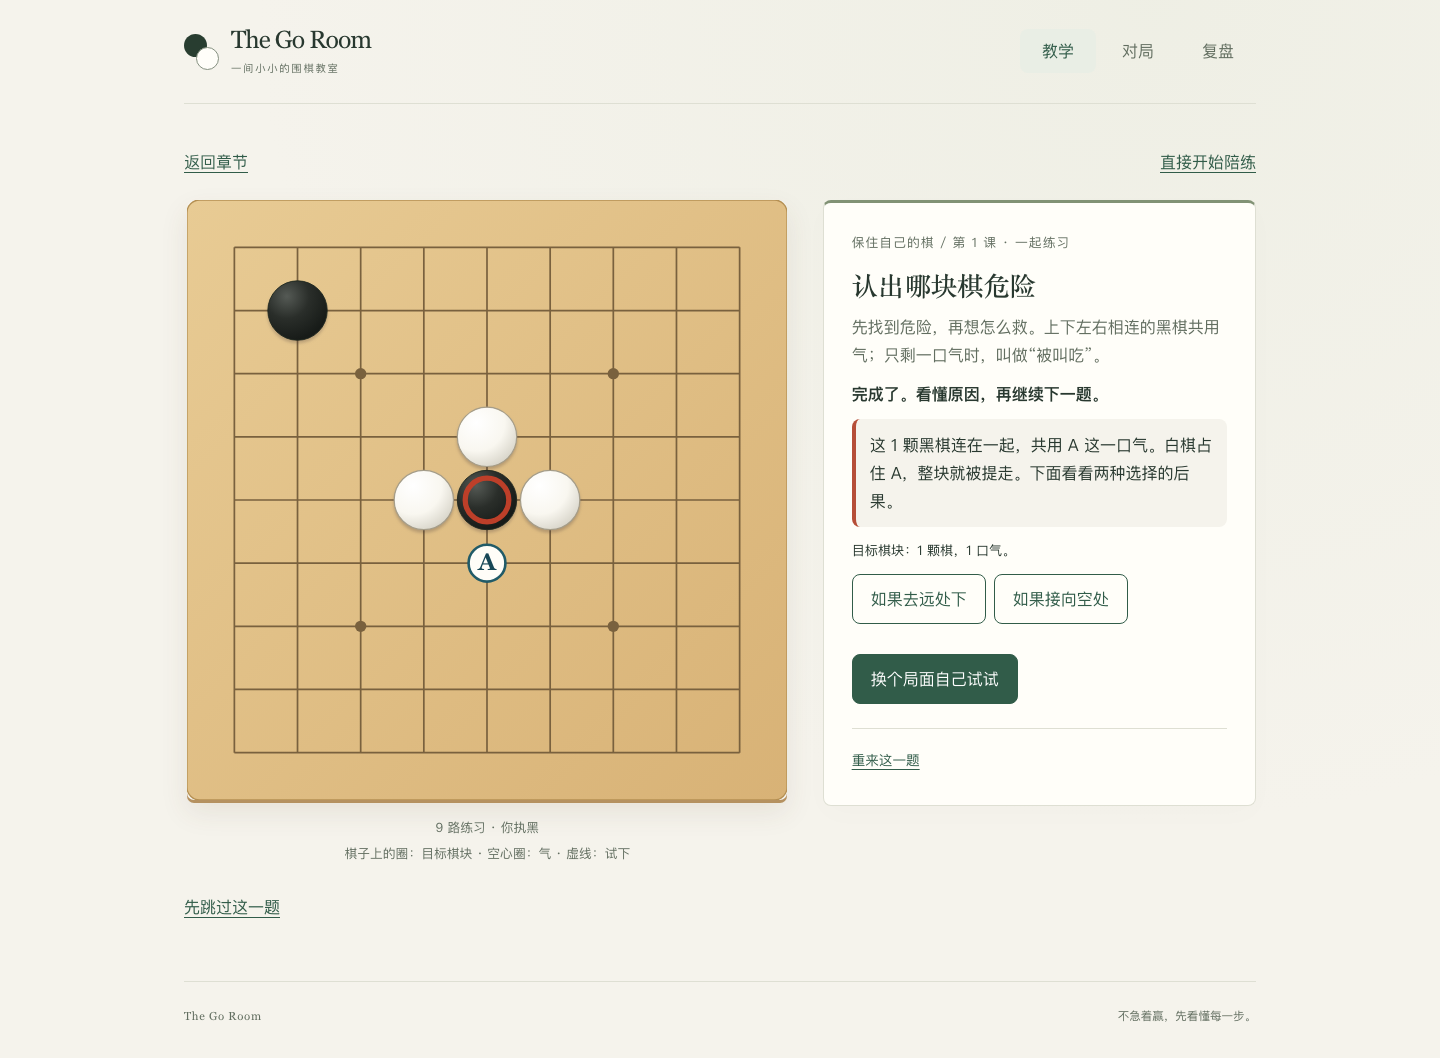 The Go Room
一间小小的围棋教室
教学
对局
复盘
返回章节
直接开始陪练
A
9 路练习 · 你执黑
棋子上的圈：目标棋块 · 空心圈：气 · 虚线：试下
保住自己的棋 / 第 1 课 · 一起练习
认出哪块棋危险
先找到危险，再想怎么救。上下左右相连的黑棋共用
气；只剩一口气时，叫做“被叫吃”。
完成了。看懂原因，再继续下一题。
这 1 颗黑棋连在一起，共用 A 这一口气。白棋占
住 A，整块就被提走。下面看看两种选择的后
果。
目标棋块：1 颗棋，1 口气。
如果去远处下
如果接向空处
换个局面自己试试
重来这一题
先跳过这一题
The Go Room
不急着赢，先看懂每一步。